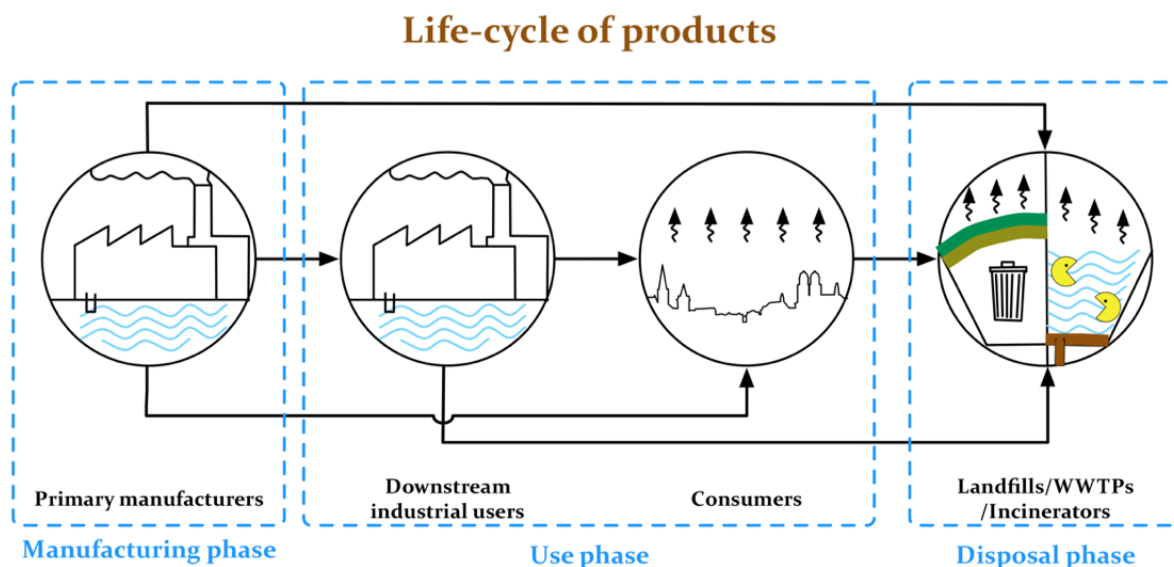 Life-cycle of products
Primary manufacturers
Downstream
industrial users
Consumers
Landfills/WWTPs
/Incinerators
Manufacturing phase
Use phase
Disposal phase